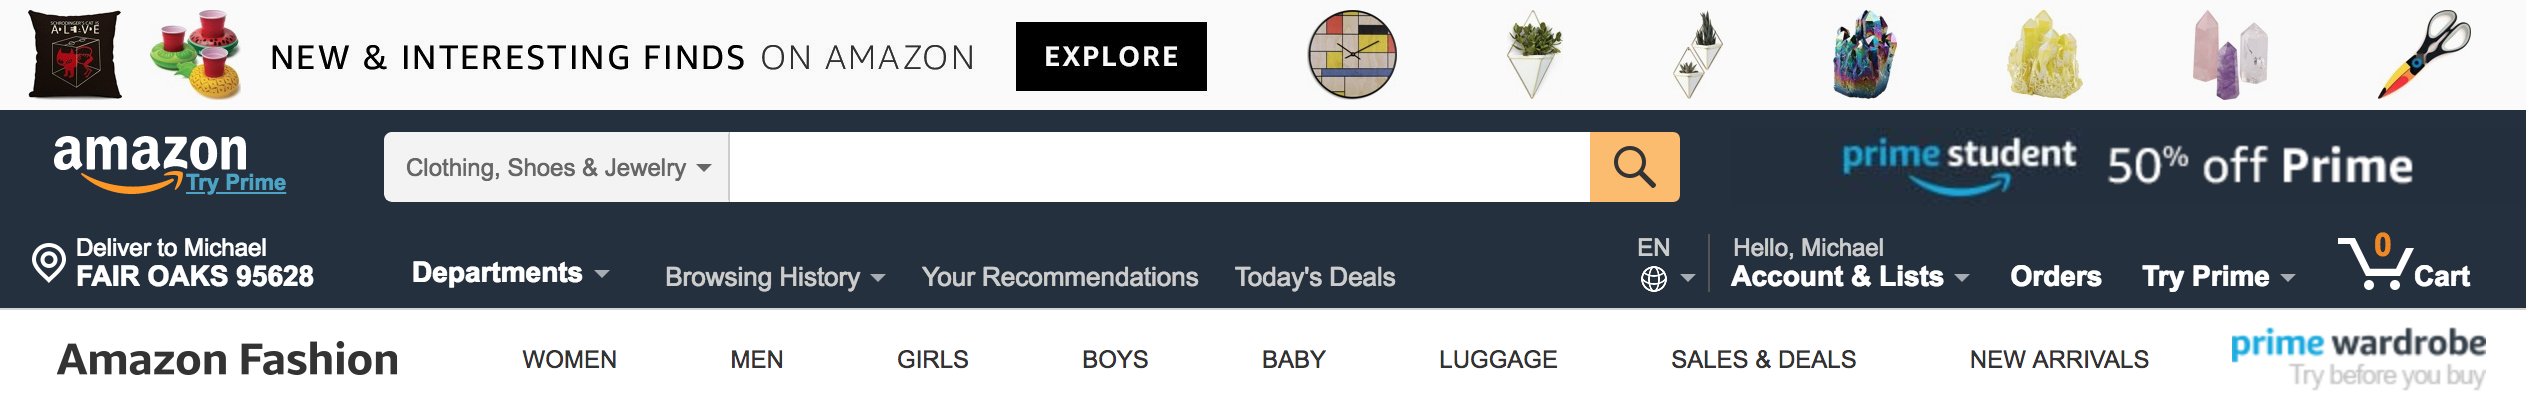 SCHRODINGER'S CAT IS
A•L•E•V•E
NEW & INTERESTING FINDS ON AMAZON
EXPLORE
amazon
Try Prime
Clothing, Shoes & Jewelry
prime student
50% off Prime
Deliver to Michael
FAIR OAKS 95628
Departments
Browsing History
Your Recommendations
Today's Deals
EN
Hello, Michael
Account & Lists
Orders
Try Prime
0
Cart
Amazon Fashion
WOMEN
MEN
GIRLS
BOYS
BABY
LUGGAGE
SALES & DEALS
NEW ARRIVALS
prime wardrobe
Try before you buy